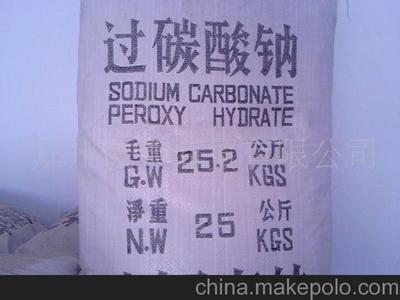 过碳酸钠
SODIUM CARBONATE
PEROXY HYDRATE
毛重 25.2 公斤
G.W KGS
淨重 25 公斤
N.W KGS
china.makepolo.com